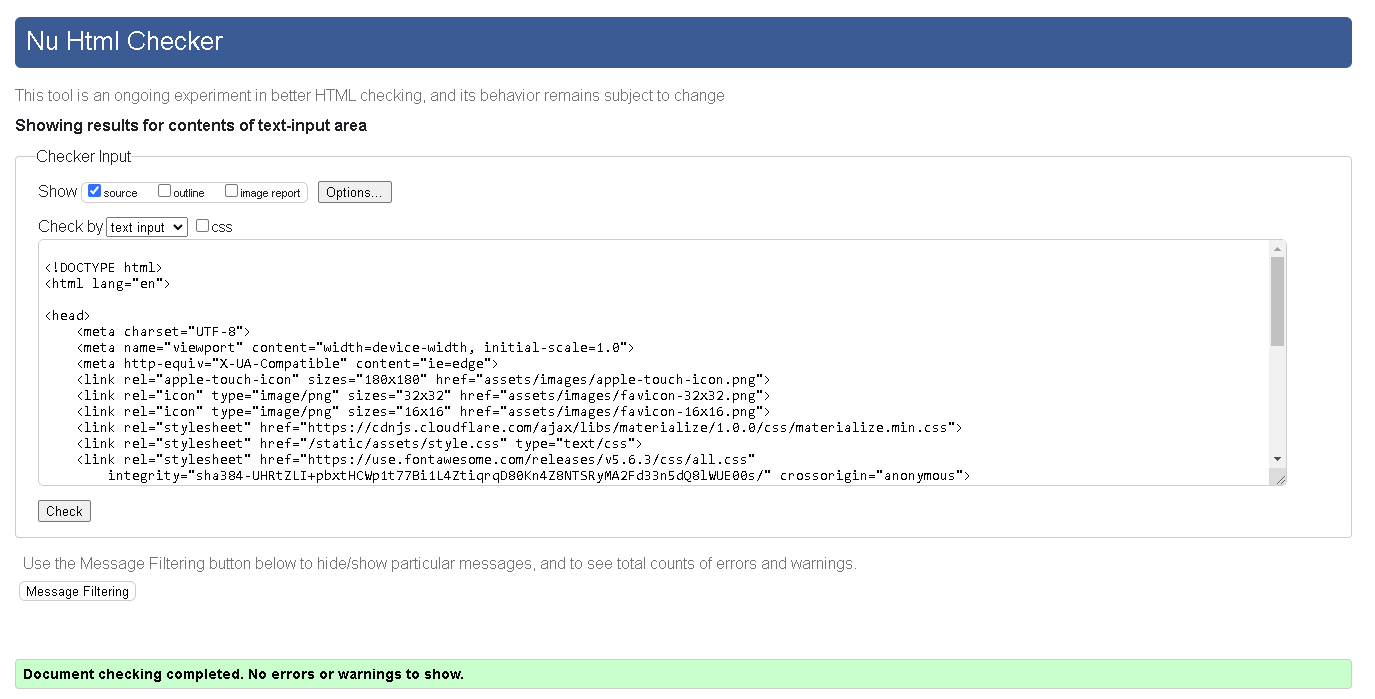 Nu Html Checker
This tool is an ongoing experiment in better HTML checking, and its behavior remains subject to change
Showing results for contents of text-input area
Checker Input
Show source outline image report Options...
Check by text input css
<!DOCTYPE html>
<html lang="en">
<head>
<meta charset="UTF-8">
<meta name="viewport" content="width=device-width, initial-scale=1.0">
<meta http-equiv="X-UA-Compatible" content="ie=edge">
<link rel="apple-touch-icon" sizes="180x180" href="assets/images/apple-touch-icon.png">
<link rel="icon" type="image/png" sizes="32x32" href="assets/images/favicon-32x32.png">
<link rel="icon" type="image/png" sizes="16x16" href="assets/images/favicon-16x16.png">
<link rel="stylesheet" href="https://cdnjs.cloudflare.com/ajax/libs/materialize/1.0.0/css/materialize.min.css">
<link rel="stylesheet" href="/static/assets/style.css" type="text/css">
<link rel="stylesheet" href="https://use.fontawesome.com/releases/v5.6.3/css/all.css"
integrity="sha384-UHRtZLI+pbxtHCWp1t77Bi1L4ZtiqrqD80Kn4Z8NTSRyMA2Fd33n5dQ8lWUE00s/" crossorigin="anonymous">
Check
Use the Message Filtering button below to hide/show particular messages, and to see total counts of errors and warnings.
Message Filtering
Document checking completed. No errors or warnings to show.